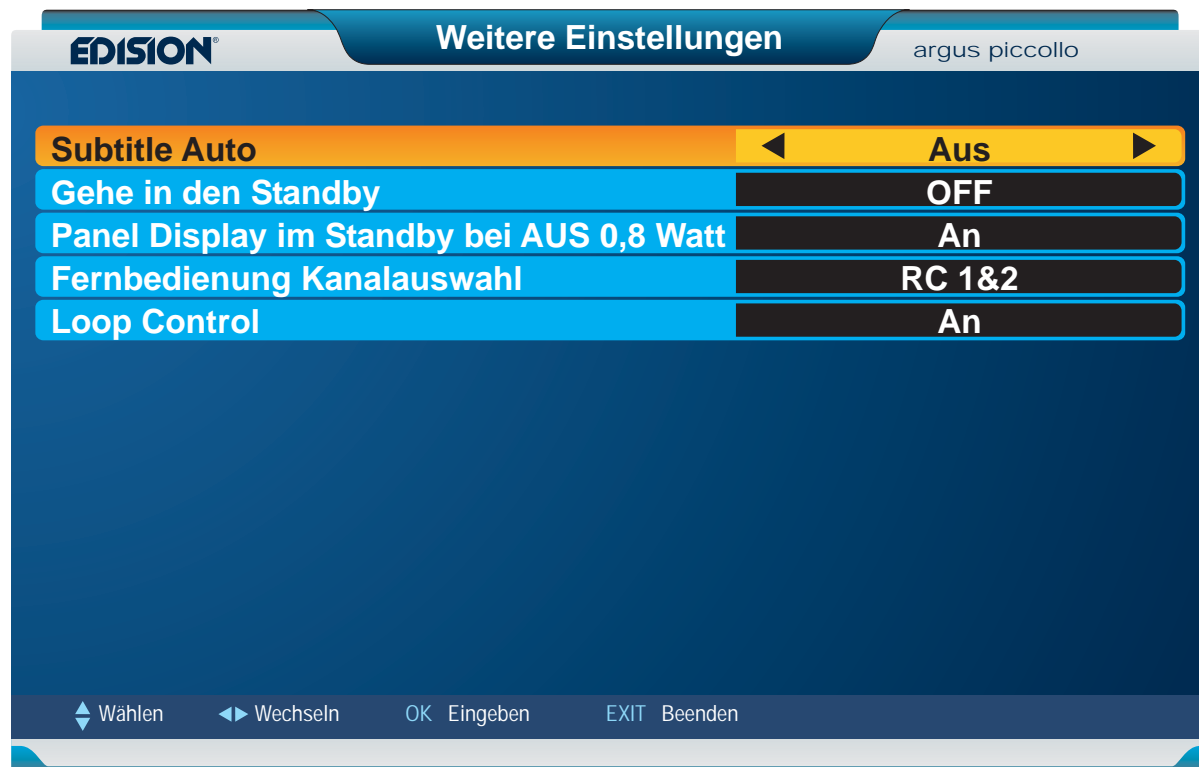 EDISION®
Weitere Einstellungen
argus piccollo
Subtitle Auto Aus
Gehe in den Standby OFF
Panel Display im Standby bei AUS 0,8 Watt An
Fernbedienung Kanalauswahl RC 1&2
Loop Control An
Wählen Wechseln OK Eingeben EXIT Beenden